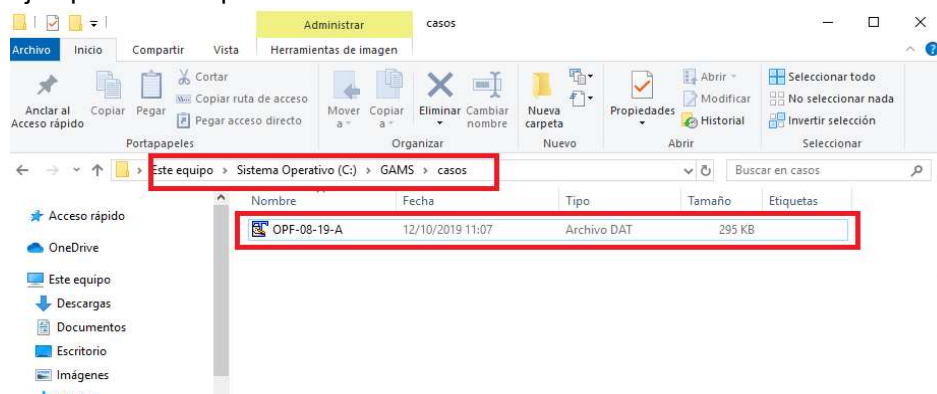 Administrar
casos
Archivo
Inicio
Compartir
Vista
Herramientas de imagen
Anclar al
Acceso rápido
Copiar
Pegar
Cortar
Copiar ruta de acceso
Pegar acceso directo
Portapapeles
Mover
a
Copiar
a
Eliminar
Cambiar
nombre
Organizar
Nueva
carpeta
Nuevo
Propiedades
Abrir
Modificar
Historial
Abrir
Seleccionar todo
No seleccionar nada
Invertir selección
Seleccionar
Este equipo > Sistema Operativo (C:) > GAMS > casos
Buscar en casos
Nombre
Fecha
Tipo
Tamaño
Etiquetas
OPF-08-19-A
12/10/2019 11:07
Archivo DAT
295 KB
Acceso rápido
OneDrive
Este equipo
Descargas
Documentos
Escritorio
Imágenes